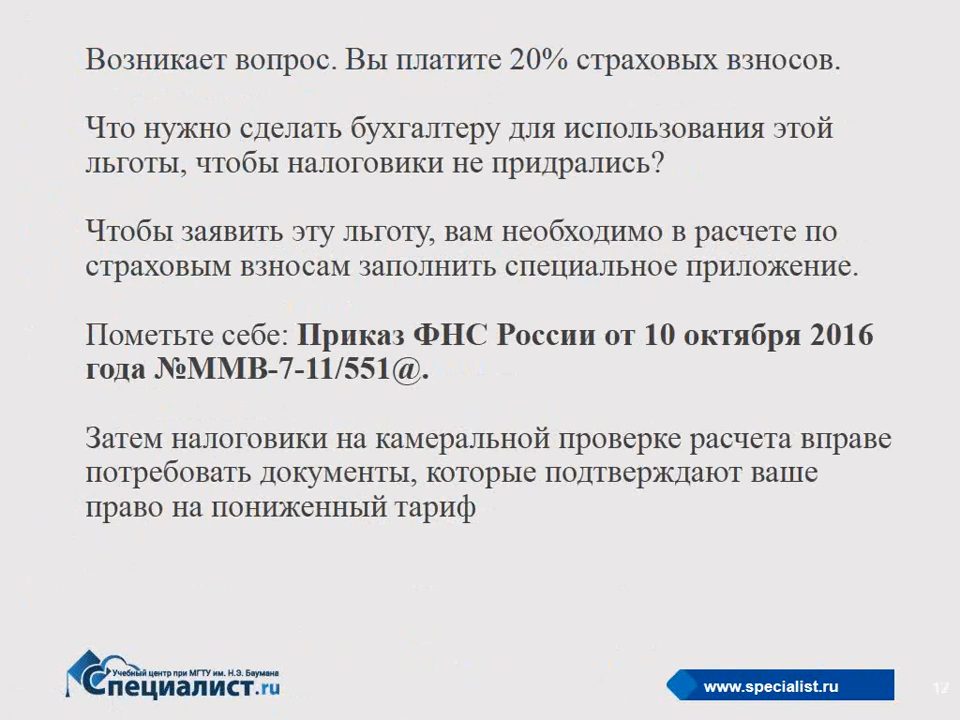 Возникает вопрос. Вы платите 20% страховых взносов.
Что нужно сделать бухгалтеру для использования этой
льготы, чтобы налоговики не придрались?
Чтобы заявить эту льготу, вам необходимо в расчете по
страховым взносам заполнить специальное приложение.
Пометьте себе: Приказ ФНС России от 10 октября 2016
года №ММВ-7-11/551@.
Затем налоговики на камеральной проверке расчета вправе
потребовать документы, которые подтверждают ваше
право на пониженный тариф
Учебный центр при МГТУ им. Н.Э. Баумана
Специалист.ru
www.specialist.ru
12